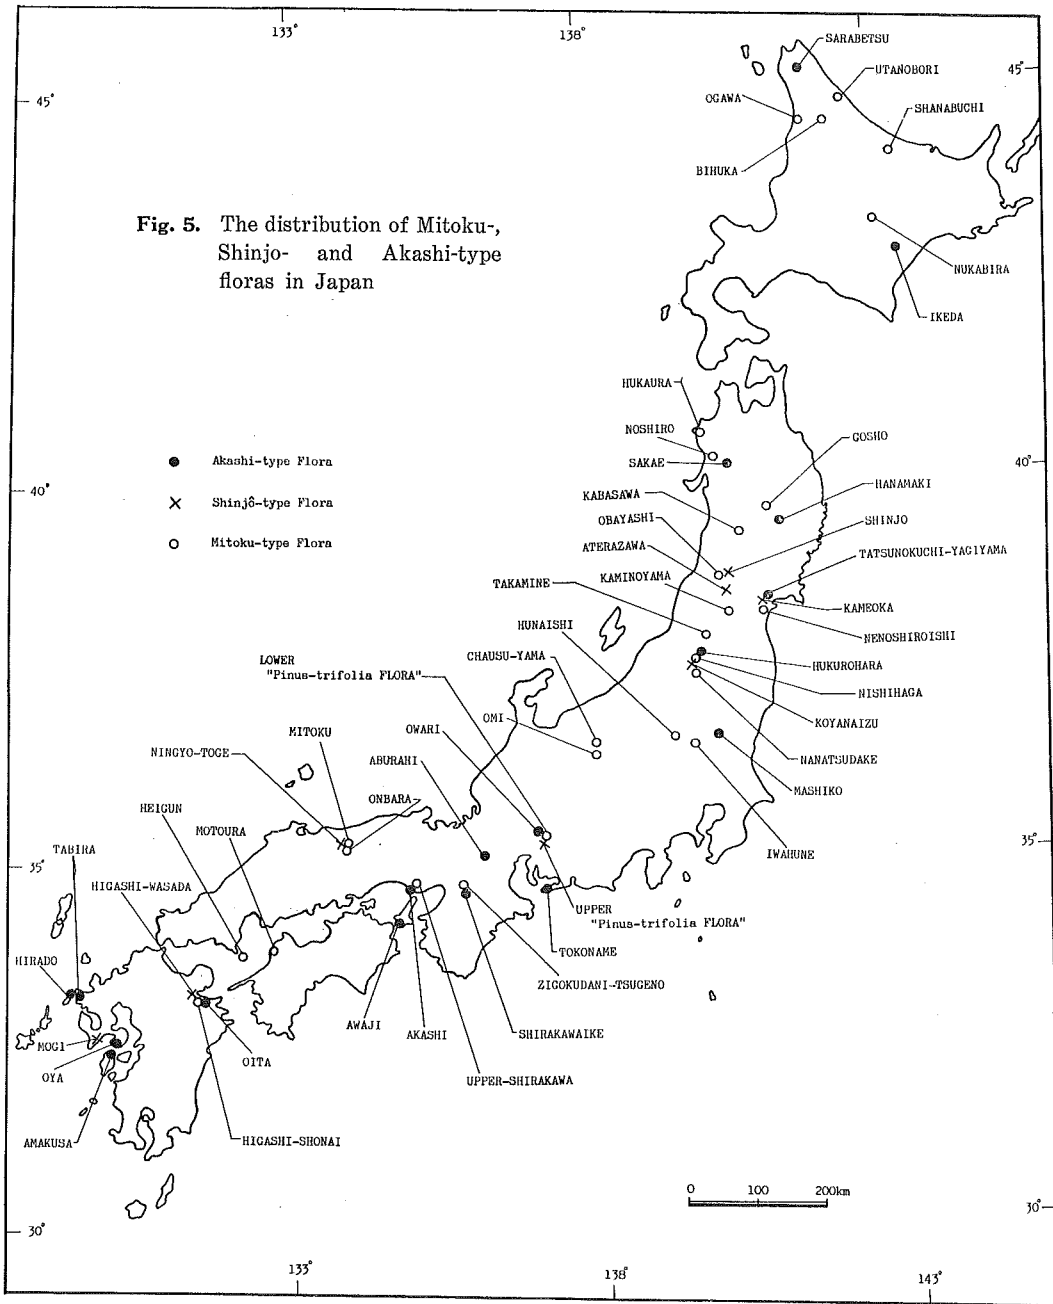 133°
138°
SARABETSU
45°
UTANOBORI
45°
OGAWA
SHANABUCHI
BIHUKA
Fig. 5. The distribution of Mitoku-,
Shinjo- and Akashi-type
floras in Japan
NUKABIRA
IKEDA
HUKAURA
NOSHIRO
GOSHO
SAKAE
40°
Akashi-type Flora
HANAMAKI
40°
KABASAWA
Shinjô-type Flora
OBAYASHI
SHINJO
Mitoku-type Flora
ATERAZAWA
TATSUNOKUCHI-YAGIYAMA
KAMINOYAMA
TAKAMINE
KAMEOKA
HUNAISHI
NENOSHIROISHI
LOWER
"Pinus-trifolia FLORA"
CHAUSU-YAMA
HUKUROHARA
NISHIHAGA
OMI
KOYANAIZU
MITOKU
OWARI
NINGYO-TOGE
ABURAHI
NANATSUDAKE
MASHIKO
HEIGUN
ONBARA
MOTOURA
TABIRA
IWAHUNE
35°
35°
HIGASHI-WASADA
UPPER
"Pinus-trifolia FLORA"
TOKONAME
HIRADO
ZIGOKUDANI-TSUGENO
AWAJI
AKASHI
SHIRAKAWAIKE
MOGI
OITA
OYA
UPPER-SHIRAKAWA
AMAKUSA
HIGASHI-SHONAI
0 100 200km
30°
30°
133°
138°
143°